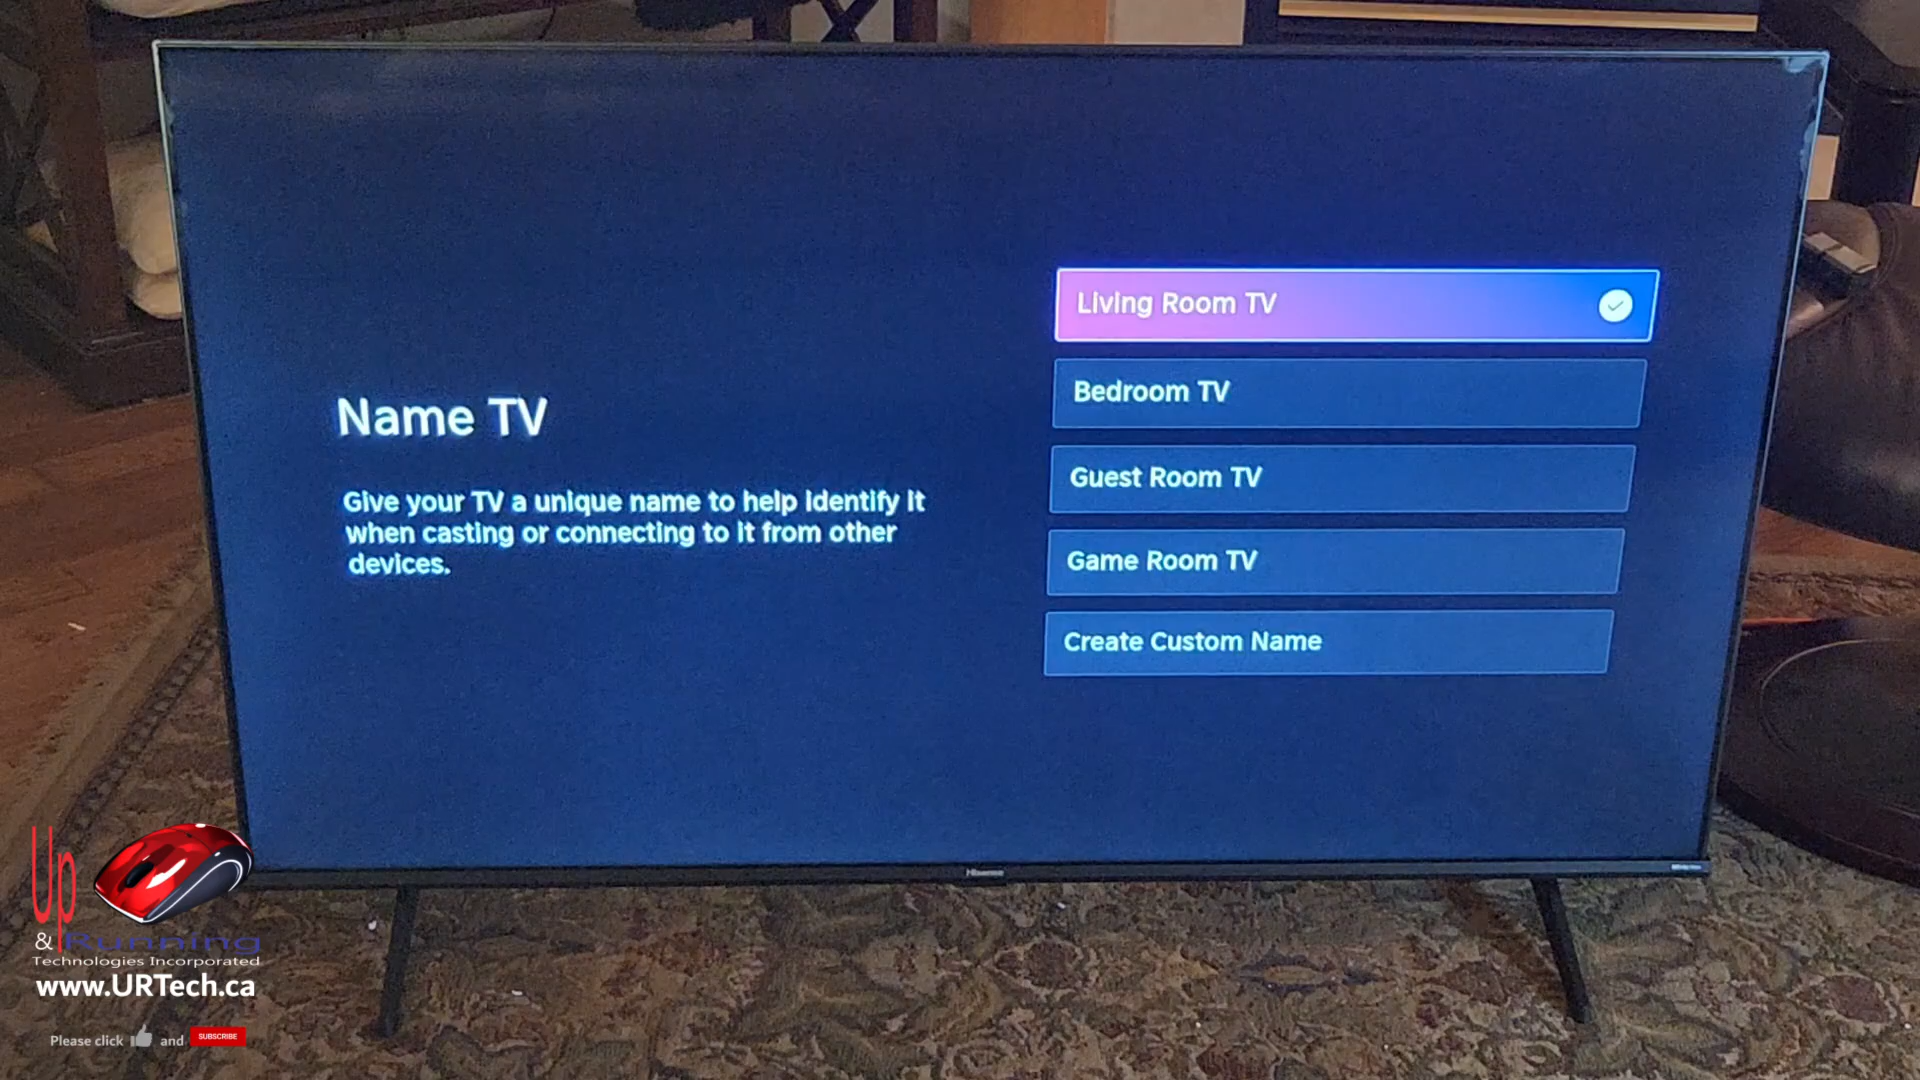 Name TV
Give your TV a unique name to help identify it
when casting or connecting to it from other
devices.
Living Room TV
Bedroom TV
Guest Room TV
Game Room TV
Create Custom Name
Hisense
Up
& Running
Technologies Incorporated
www.URTech.ca
Please click and SUBSCRIBE